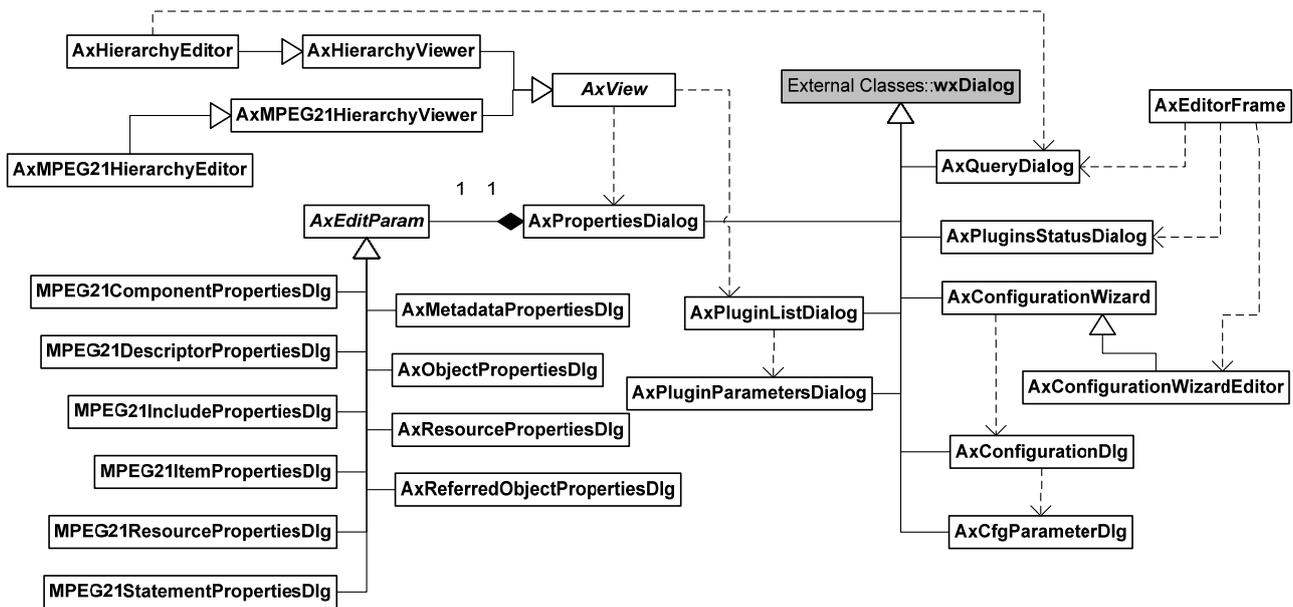 AxHierarchyEditor
AxHierarchyViewer
AxView
External Classes::wxDialog
AxEditorFrame
AxMPEG21HierarchyViewer
AxMPEG21HierarchyEditor
AxQueryDialog
1 1
AxEditParam
AxPropertiesDialog
AxPluginsStatusDialog
MPEG21ComponentPropertiesDlg
AxMetadataPropertiesDlg
AxPluginListDialog
AxConfigurationWizard
MPEG21DescriptorPropertiesDlg
AxObjectPropertiesDlg
AxPluginParametersDialog
AxConfigurationWizardEditor
MPEG21IncludePropertiesDlg
AxResourcePropertiesDlg
AxConfigurationDlg
MPEG21ItemPropertiesDlg
AxReferredObjectPropertiesDlg
MPEG21ResourcePropertiesDlg
AxCfgParameterDlg
MPEG21StatementPropertiesDlg